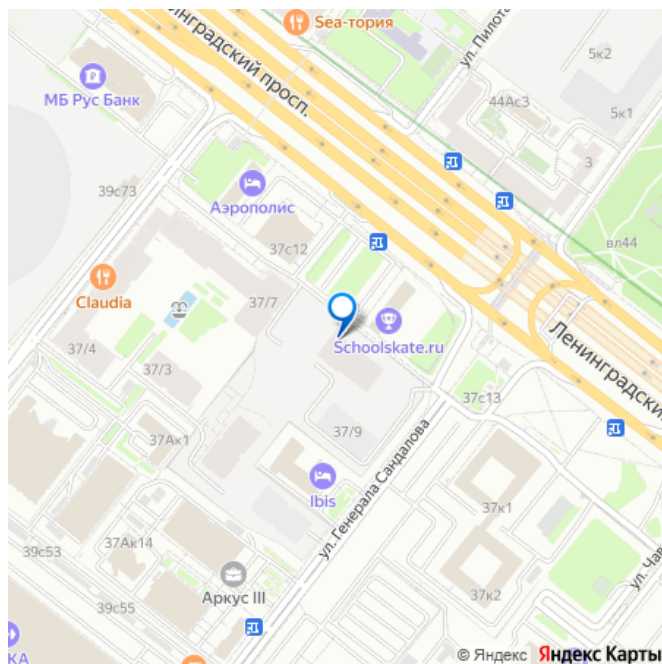 Sea-тория
инградский просп.
ул. Пилота
5к2
МБ Рус Банк
44Ас3
5к1
3
39с73
Аэрополис
37с12
вл44
Claudia
37/7
Schoolskate.ru
Ленинградский
37/4
37/3
37с13
37Ак1
37/9
Ibis
ул. Генерала Сандалова
37к1
39с53
37Ак14
Аркус III
ул. Чав
37к2
39с55
КА
© Яндекс Яндекс Карты